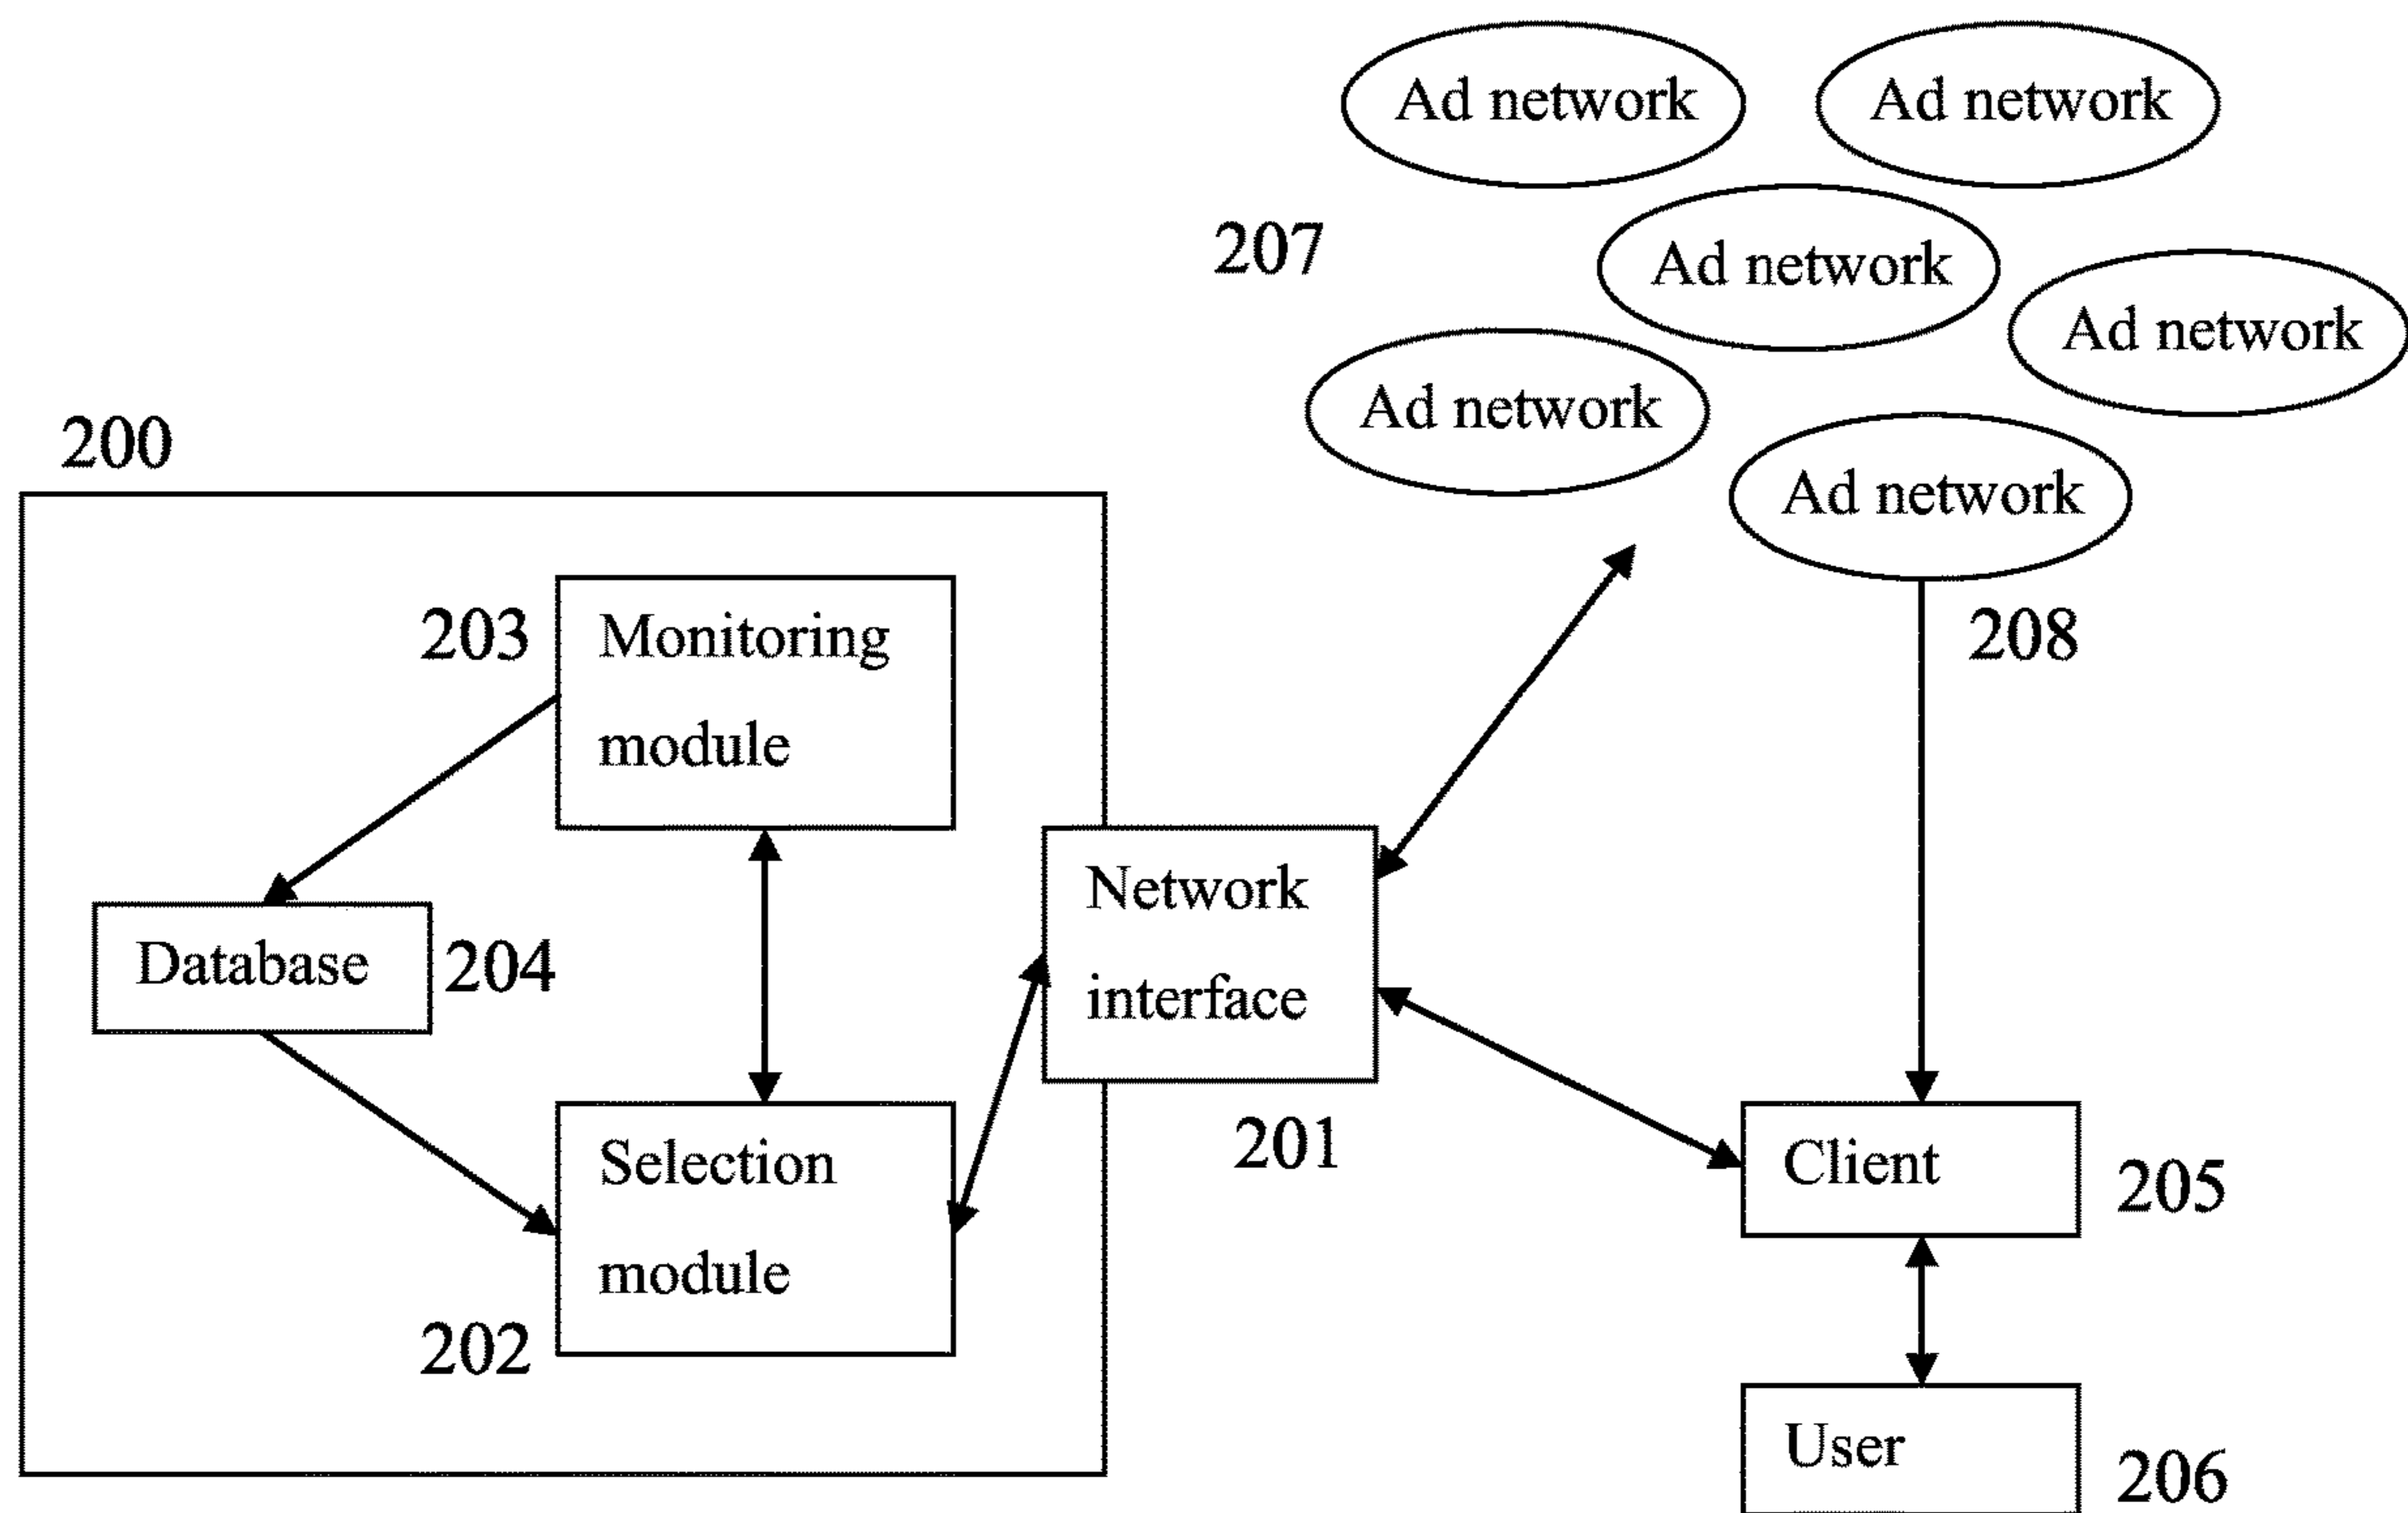 Ad network
Ad network
207
Ad network
Ad network
Ad network
200
Ad network
203
Monitoring
module
208
Network
interface
Database
204
201
Selection
module
202
Client
205
User
206